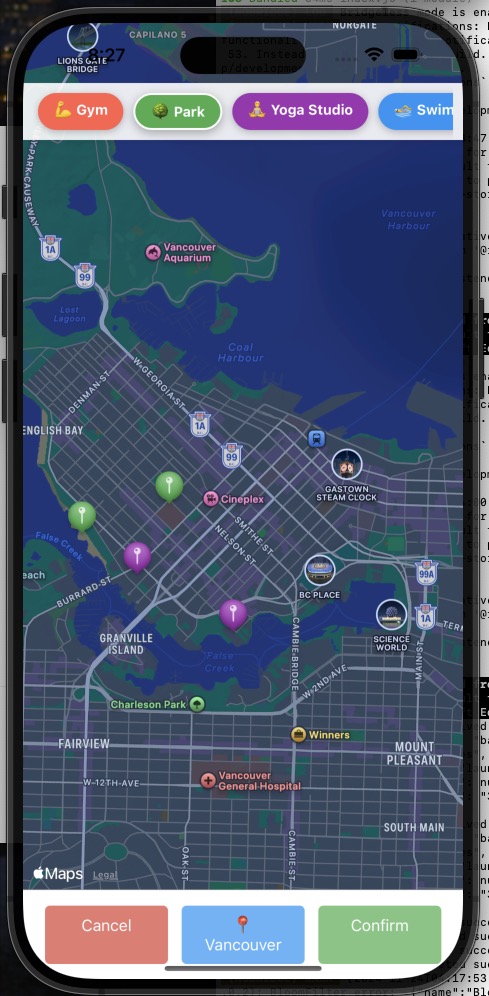 NORGATE
CAPILANO 5
8:27
LIONS GATE
BRIDGE
💪 Gym
🌳 Park
🧘 Yoga Studio
🏊 Swim
PARK CAUSEWAY
Vancouver
Harbour
1A
99
Vancouver
Aquarium
Lost
Lagoon
Coal
Harbour
W GEORGIA ST
DENMAN ST
1A
99
ENGLISH BAY
GASTOWN
STEAM CLOCK
Cineplex
SMITHE ST
NELSON ST
False Creek
each
BURRARD ST
BC PLACE
99A
1A
SCIENCE
WORLD
TER
MAIN ST
GRANVILLE
ISLAND
False
Creek
CAMBIE BRIDGE
W 2ND AVE
Charleson Park
Winners
FAIRVIEW
MOUNT
PLEASANT
W 12TH AVE
Vancouver
General Hospital
SOUTH MAIN
OAK ST
CAMBIE ST
Maps
Legal
Cancel
📍
Vancouver
Confirm